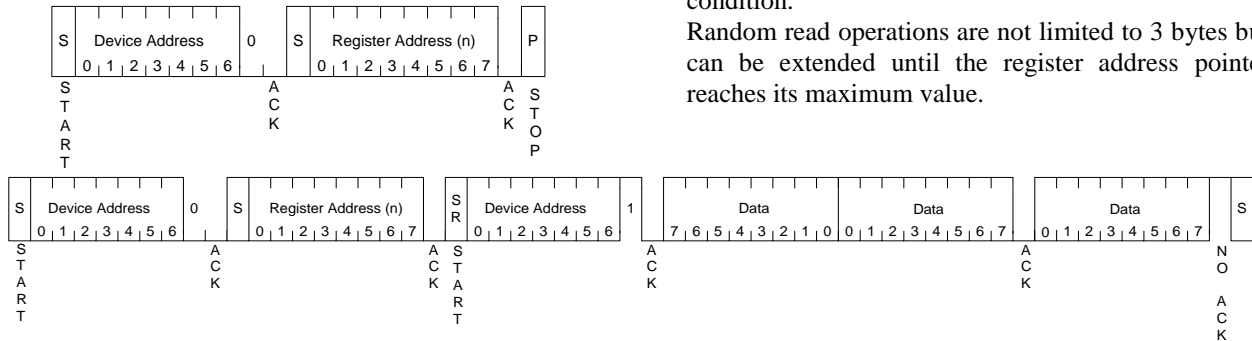 condition.
Random read operations are not limited to 3 bytes bu
can be extended until the register address pointe
reaches its maximum value.
S Device Address 0 S Register Address (n) P
0 1 2 3 4 5 6 0 1 2 3 4 5 6 7
START ACK ACK STOP
S Device Address 0 S Register Address (n) SR Device Address 1 Data Data Data S
0 1 2 3 4 5 6 0 1 2 3 4 5 6 7 0 1 2 3 4 5 6 7 6 5 4 3 2 1 0 0 1 2 3 4 5 6 7 0 1 2 3 4 5 6 7
START ACK ACK START ACK ACK NO ACK